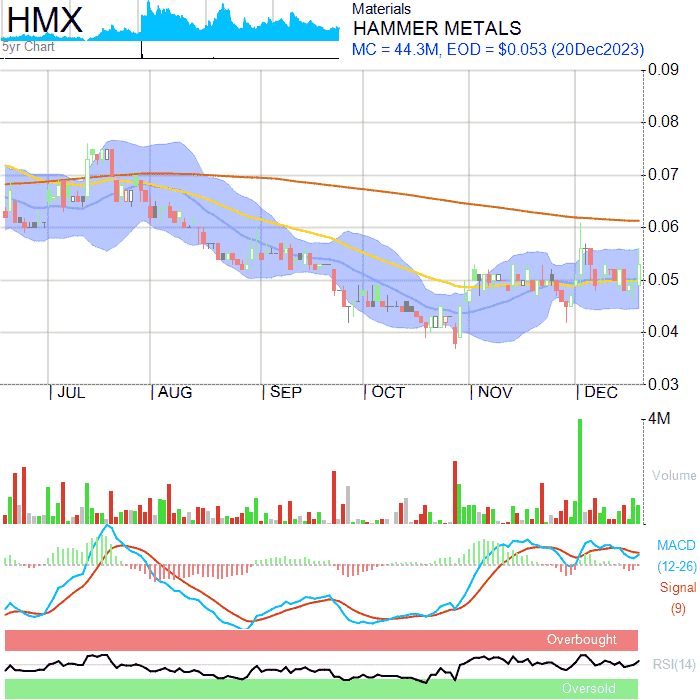 HMX
5yr Chart
Materials
HAMMER METALS
MC = 44.3M, EOD = $0.053 (20Dec2023)
0.09
0.08
0.07
0.06
0.05
0.04
0.03
JUL AUG SEP OCT NOV DEC
4M
Volume
MACD
(12-26)
Signal
(9)
Overbought
RSI(14)
Oversold